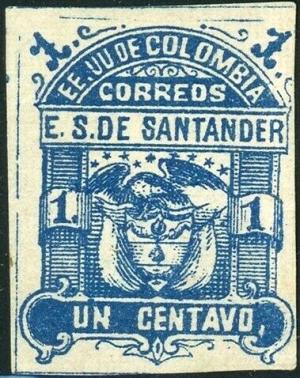 1. 1
EE.UU DE COLOMBIA
CORREOS
E. S. DE SANTANDER
1. 1
UN CENTAVO,